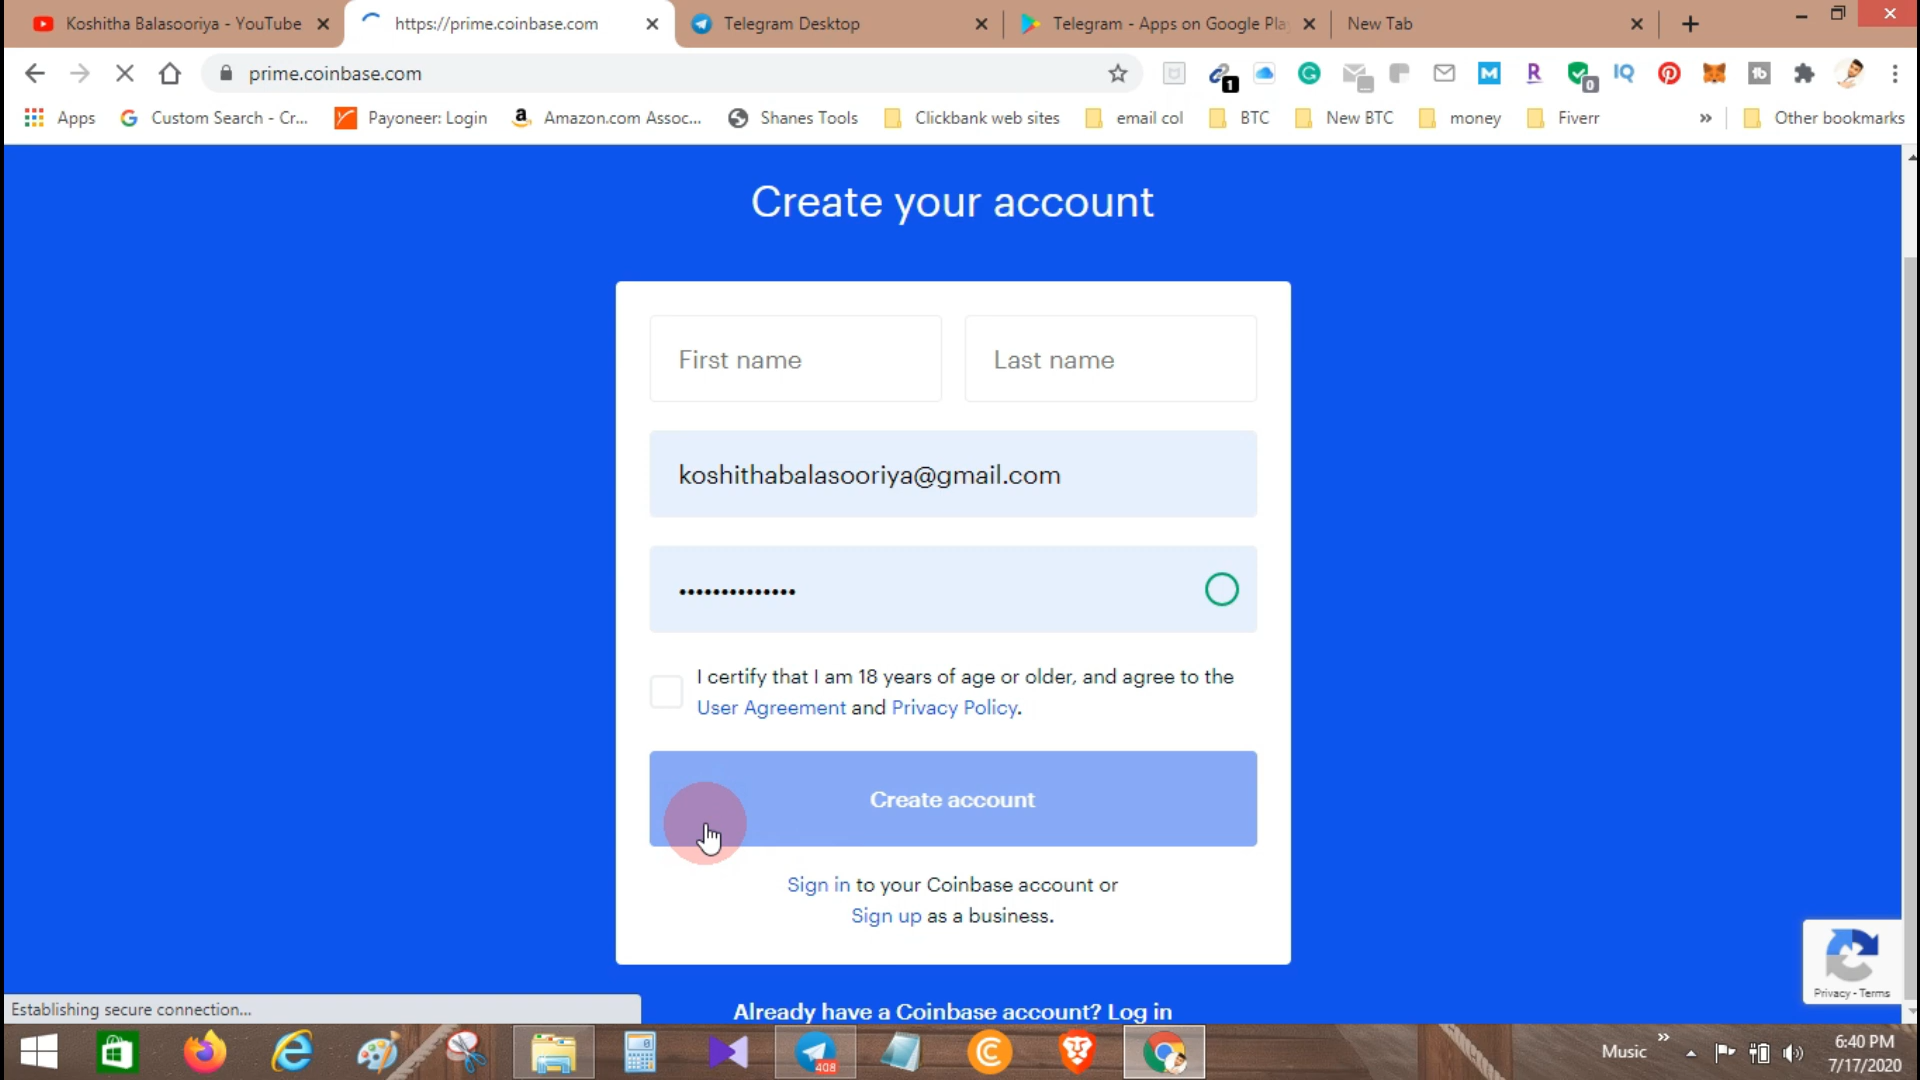 Koshitha Balasooriya - YouTube
https://prime.coinbase.com
Telegram Desktop
Telegram - Apps on Google Pla
New Tab
prime.coinbase.com
1
0
M
R
IQ
tb
Apps
Custom Search - Cr...
Payoneer: Login
Amazon.com Assoc...
Shanes Tools
Clickbank web sites
email col
BTC
New BTC
money
Fiverr
»
Other bookmarks
Create your account
First name
Last name
koshithabalasooriya@gmail.com
••••••••••••••
I certify that I am 18 years of age or older, and agree to the
User Agreement and Privacy Policy.
Create account
Sign in to your Coinbase account or
Sign up as a business.
Privacy - Terms
Establishing secure connection...
Already have a Coinbase account? Log in
408
Music
»
6:40 PM
7/17/2020